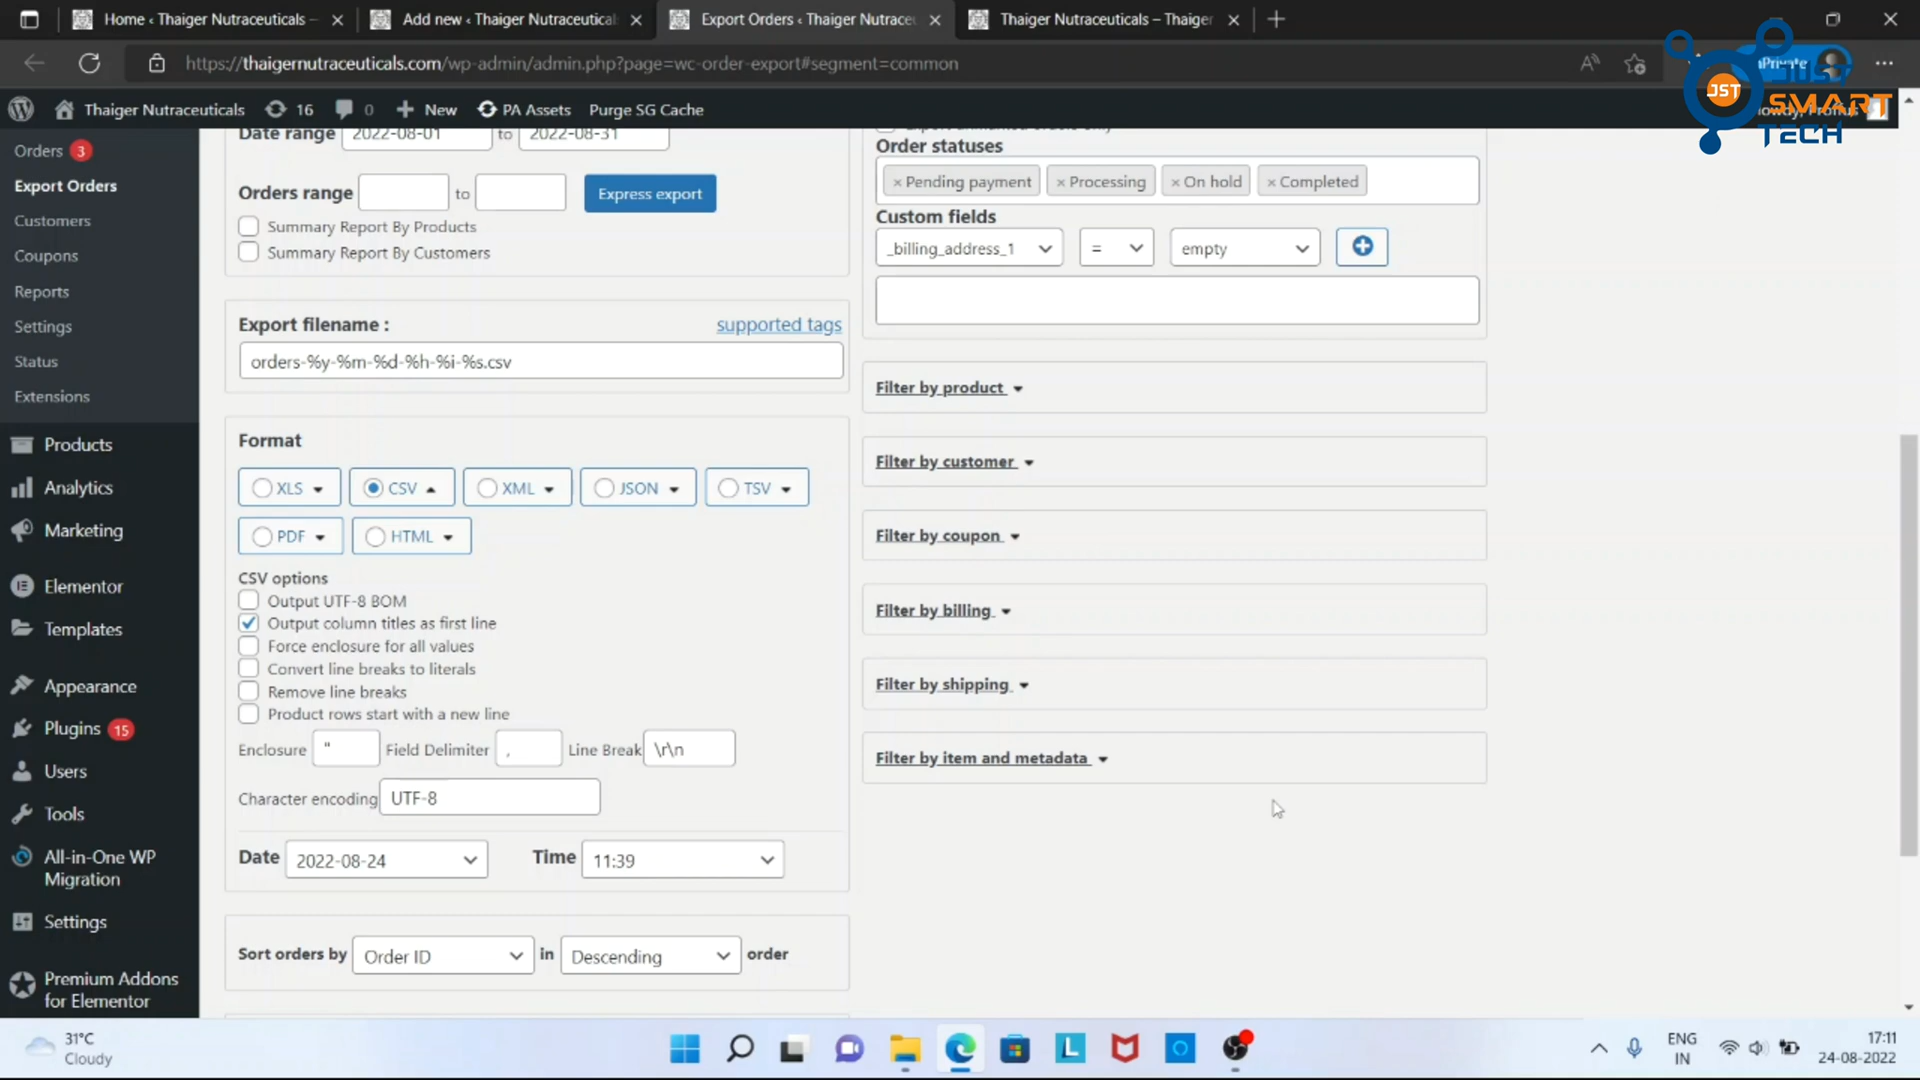 Home ‹ Thaiger Nutraceuticals –
Add new ‹ Thaiger Nutraceutical
Export Orders ‹ Thaiger Nutrace
Thaiger Nutraceuticals – Thaiger
https://thaigernutraceuticals.com/wp-admin/admin.php?page=wc-order-export#segment=common
Private
JST
SMART
TECH
Thaiger Nutraceuticals
16
0
New
PA Assets
Purge SG Cache
Orders 3
Export Orders
Customers
Coupons
Reports
Settings
Status
Extensions
Products
Analytics
Marketing
Elementor
Templates
Appearance
Plugins 15
Users
Tools
All-in-One WP
Migration
Settings
Premium Addons
for Elementor
Date range 2022-08-01 to 2022-08-31
Orders range to Express export
Summary Report By Products
Summary Report By Customers
Export filename : supported tags
orders-%y-%m-%d-%h-%i-%s.csv
Format
XLS CSV XML JSON TSV
PDF HTML
CSV options
Output UTF-8 BOM
Output column titles as first line
Force enclosure for all values
Convert line breaks to literals
Remove line breaks
Product rows start with a new line
Enclosure " Field Delimiter , Line Break \r\n
Character encoding UTF-8
Date 2022-08-24 Time 11:39
Sort orders by Order ID in Descending order
Order statuses
× Pending payment × Processing × On hold × Completed
Custom fields
_billing_address_1 = empty
Filter by product
Filter by customer
Filter by coupon
Filter by billing
Filter by shipping
Filter by item and metadata
31°C
Cloudy
L
ENG
IN
17:11
24-08-2022